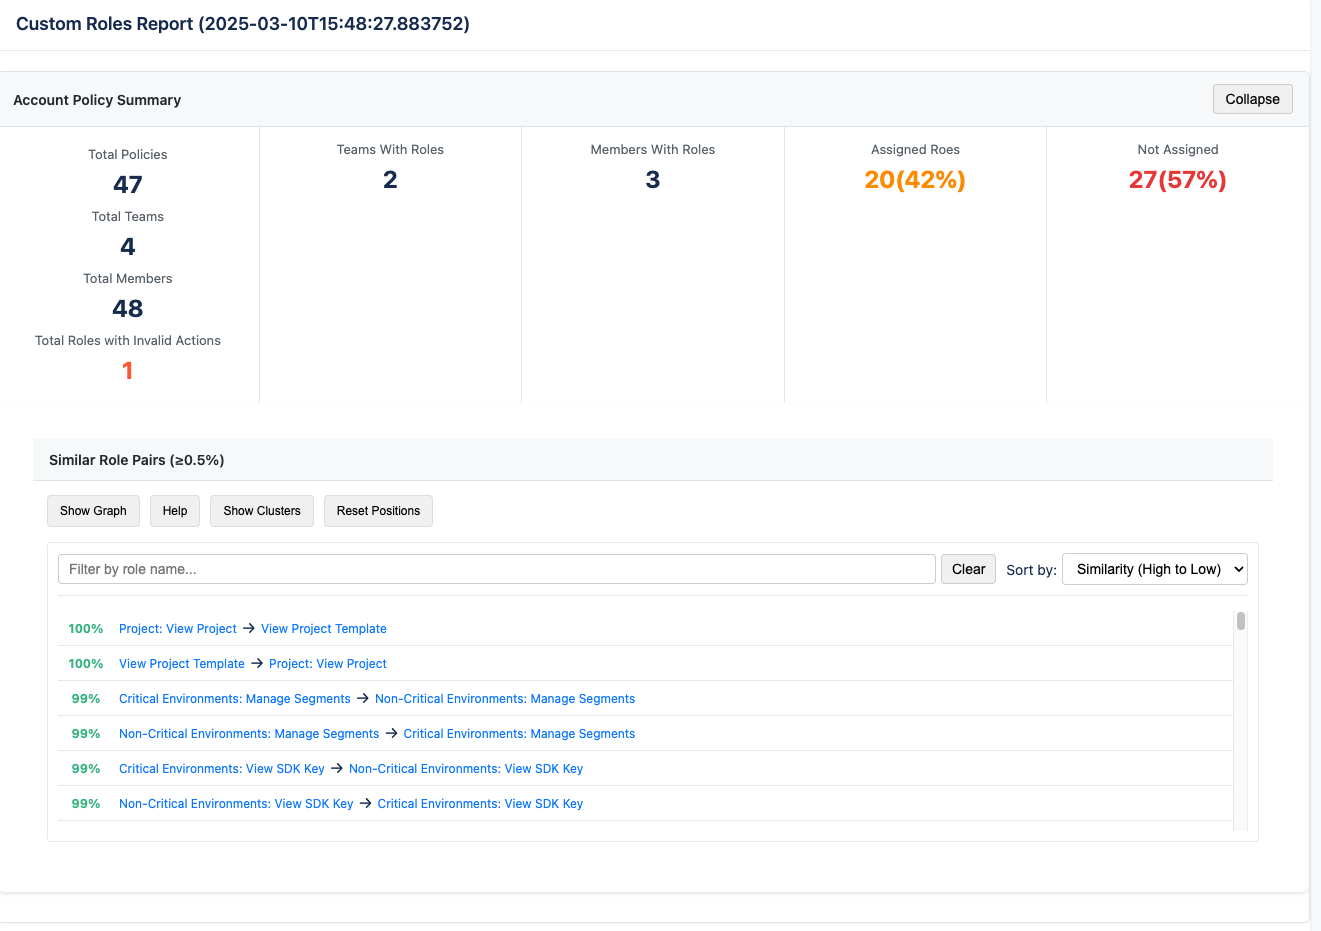 Custom Roles Report (2025-03-10T15:48:27.883752)
Account Policy Summary
Collapse
Total Policies
47
Total Teams
4
Total Members
48
Total Roles with Invalid Actions
1
Teams With Roles
2
Members With Roles
3
Assigned Roes
20(42%)
Not Assigned
27(57%)
Similar Role Pairs (≥0.5%)
Show Graph
Help
Show Clusters
Reset Positions
Filter by role name...
Clear
Sort by:
Similarity (High to Low)
100% Project: View Project → View Project Template
100% View Project Template → Project: View Project
99% Critical Environments: Manage Segments → Non-Critical Environments: Manage Segments
99% Non-Critical Environments: Manage Segments → Critical Environments: Manage Segments
99% Critical Environments: View SDK Key → Non-Critical Environments: View SDK Key
99% Non-Critical Environments: View SDK Key → Critical Environments: View SDK Key